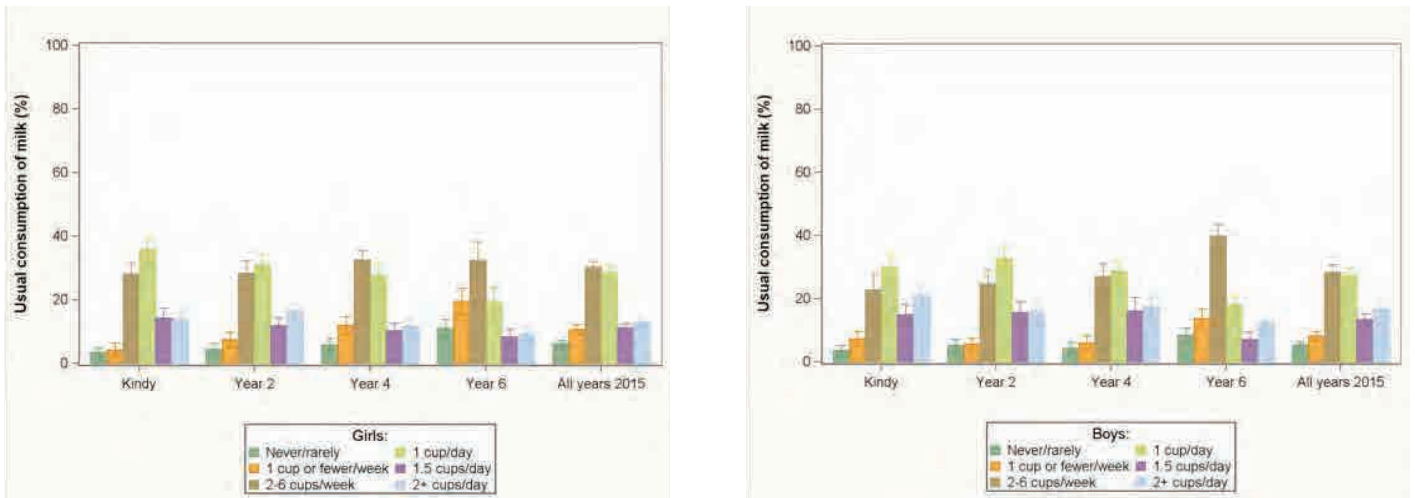 Usual consumption of milk (%)
100
80
60
40
20
0
Kindy Year 2 Year 4 Year 6 All years 2015
Girls:
Never/rarely 1 cup/day
1 cup or fewer/week 1.5 cups/day
2-6 cups/week 2+ cups/day
Usual consumption of milk (%)
100
80
60
40
20
0
Kindy Year 2 Year 4 Year 6 All years 2015
Boys:
Never/rarely 1 cup/day
1 cup or fewer/week 1.5 cups/day
2-6 cups/week 2+ cups/day